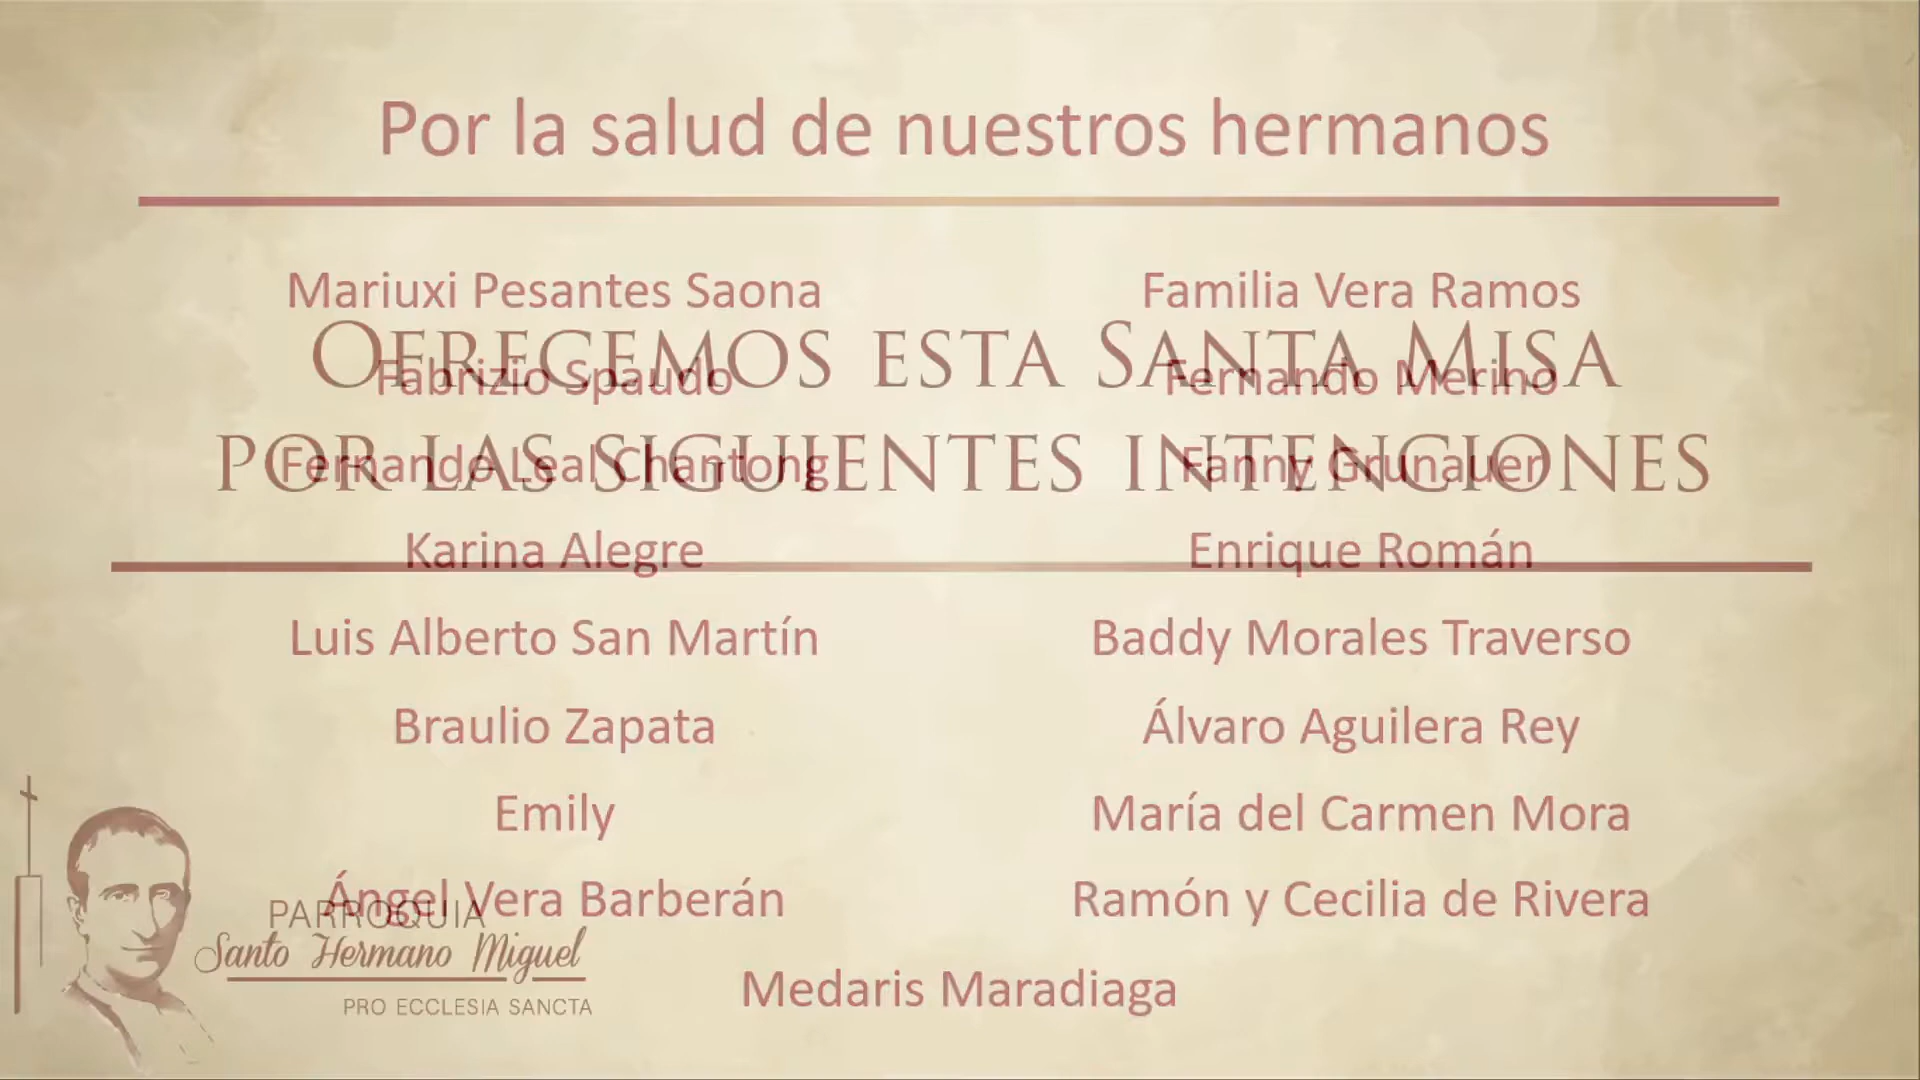 Por la salud de nuestros hermanos
Mariuxi Pesantes Saona
Familia Vera Ramos
OFRECEMOS ESTA SANTA MISA
Fabrizio Spaudo
Fernando Merino
POR LAS SIGUIENTES INTENCIONES
Fernando Leal Chantong
Fanny Grunauer
Karina Alegre
Enrique Román
Luis Alberto San Martín
Baddy Morales Traverso
Braulio Zapata
Álvaro Aguilera Rey
Emily
María del Carmen Mora
Ángel Vera Barberán
Ramón y Cecilia de Rivera
PARROQUIA
Santo Hermano Miguel
PRO ECCLESIA SANCTA
Medaris Maradiaga